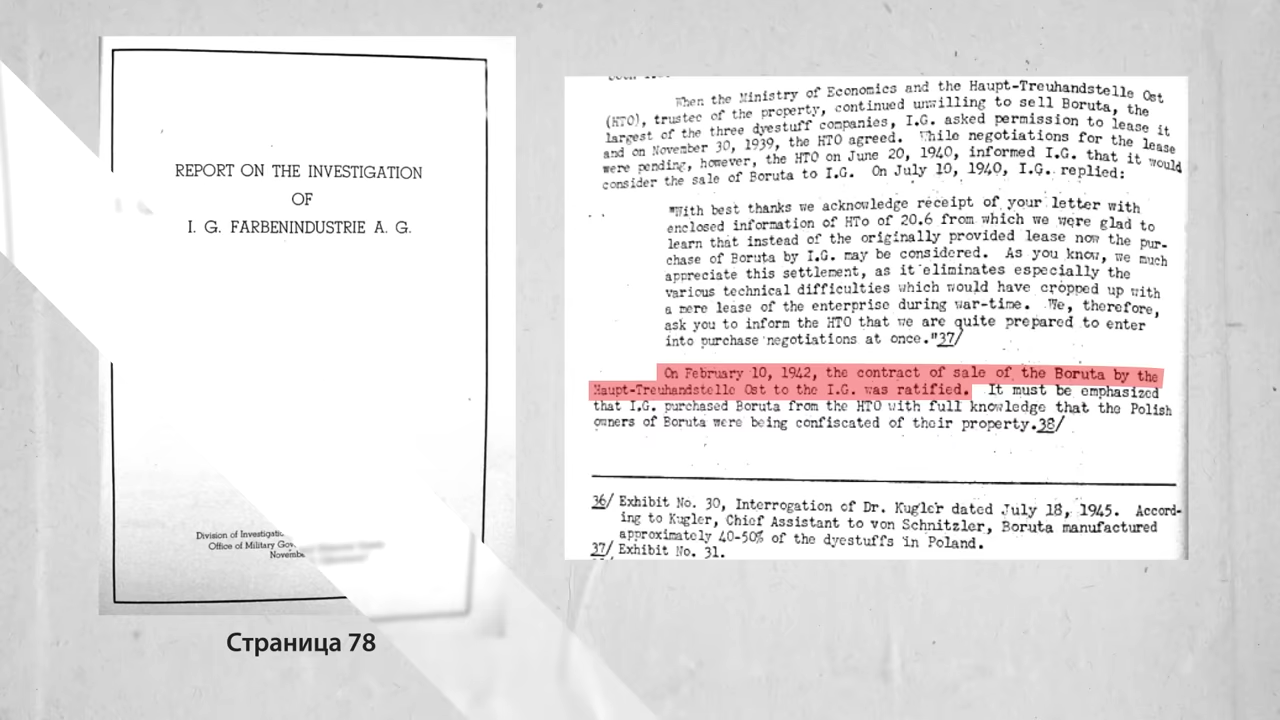 REPORT ON THE INVESTIGATION
OF
I. G. FARBENINDUSTRIE A. G.
Division of
Office of Military
Страница 78
When the Ministry of Economics and the Haupt-Treuhandstelle Ost
(HTO), trustee of the property, continued unwilling to sell Boruta, the
largest of the three dyestuff companies, I.G. asked permission to lease it
and on November 30, 1939, the HTO agreed. While negotiations for the lease
were pending, however, the HTO on June 20, 1940, informed I.G. that it would
consider the sale of Boruta to I.G. On July 10, 1940, I.G. replied:
"With best thanks we acknowledge receipt of your letter with
enclosed information of HTo of 20.6 from which we were glad to
learn that instead of the originally provided lease now the pur-
chase of Boruta by I.G. may be considered. As you know, we much
appreciate this settlement, as it eliminates especially the
various technical difficulties which would have cropped up with
a mere lease of the enterprise during war-time. We, therefore,
ask you to inform the HTO that we are quite prepared to enter
into purchase negotiations at once."37/
On February 10, 1942, the contract of sale of the Boruta by the
Haupt-Treuhandstelle Ost to the I.G. was ratified. It must be emphasized
that I.G. purchased Boruta from the HTO with full knowledge that the Polish
owners of Boruta were being confiscated of their property.38/
36/ Exhibit No. 30, Interrogation of Dr. Kugler dated July 18, 1945. Accord-
ing to Kugler, Chief Assistant to von Schnitzler, Boruta manufactured
approximately 40-50% of the dyestuffs in Poland.
37/ Exhibit No. 31.